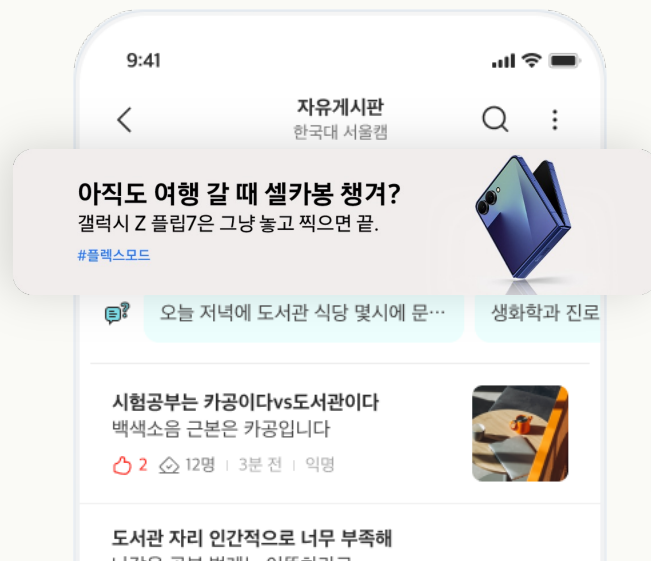 9:41
자유게시판
한국대 서울캠
아직도 여행 갈 때 셀카봉 챙겨?
갤럭시 Z 플립7은 그냥 놓고 찍으면 끝.
#플렉스모드
오늘 저녁에 도서관 식당 몇시에 문…
생화학과 진로
시험공부는 카공이다vs도서관이다
백색소음 근본은 카공입니다
2 12명 | 3분 전 | 익명
도서관 자리 인간적으로 너무 부족해